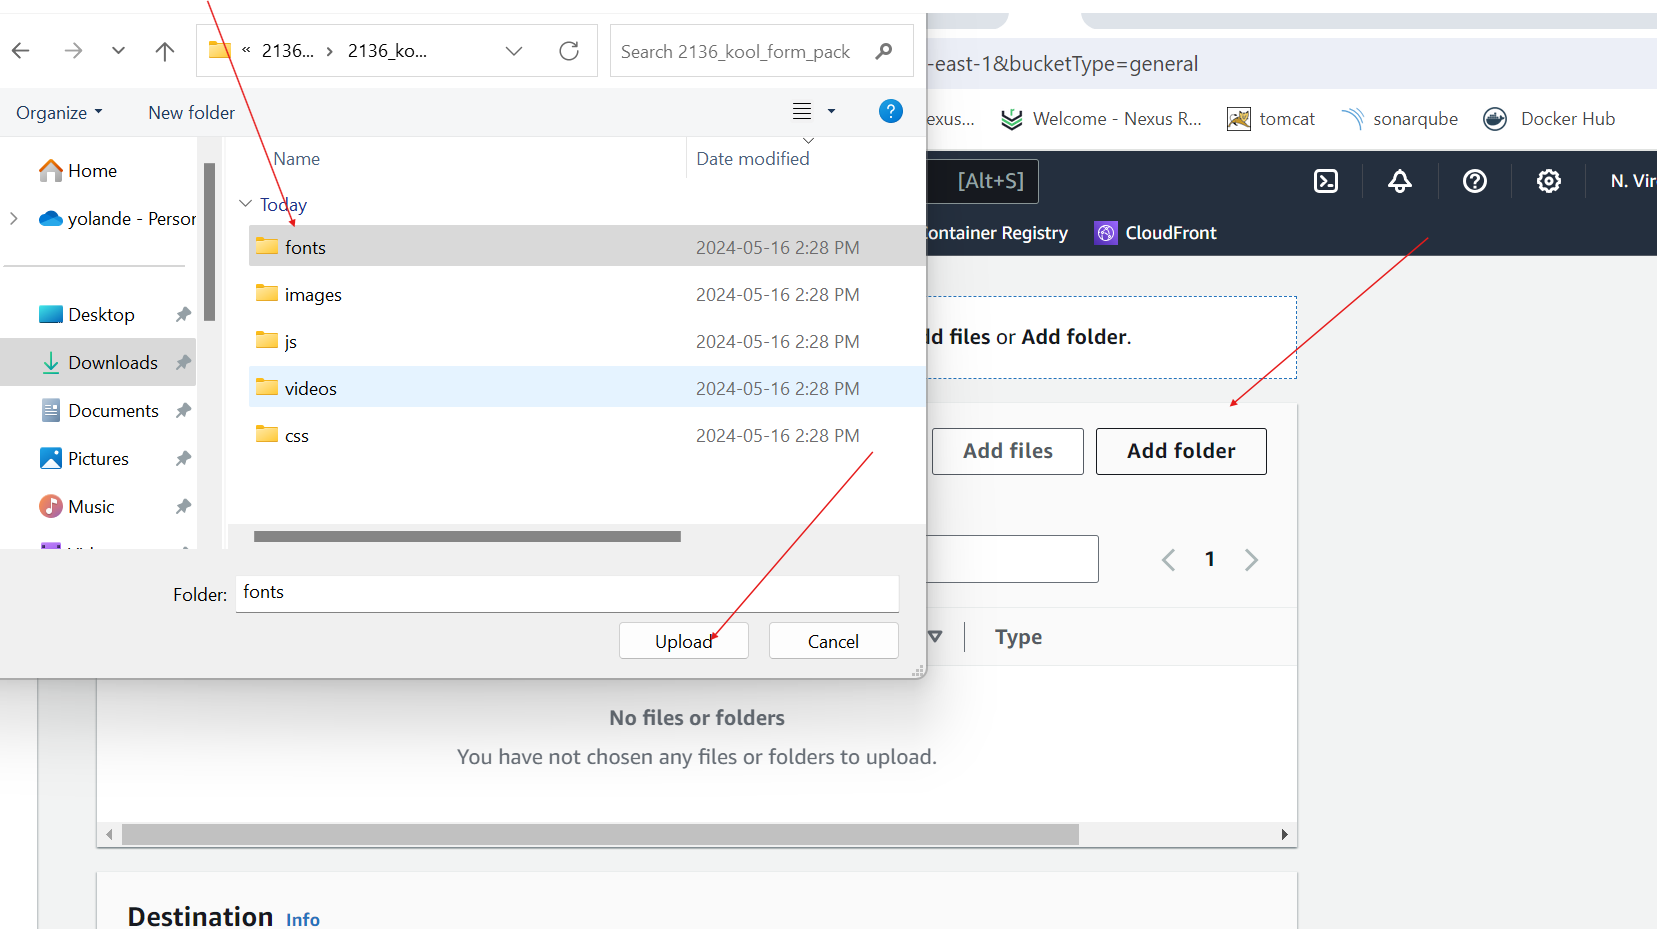 « 2136... › 2136_ko...
Search 2136_kool_form_pack
-east-1&bucketType=general
Organize
New folder
?
exus...
Welcome - Nexus R...
tomcat
sonarqube
Docker Hub
Home
yolande - Person
Desktop
Downloads
Documents
Pictures
Music
Name
Date modified
Today
fonts 2024-05-16 2:28 PM
images 2024-05-16 2:28 PM
js 2024-05-16 2:28 PM
videos 2024-05-16 2:28 PM
css 2024-05-16 2:28 PM
Folder: fonts
Upload
Cancel
[Alt+S]
N. Vir
ontainer Registry
CloudFront
dd files or Add folder.
Add files
Add folder
1
Type
No files or folders
You have not chosen any files or folders to upload.
Destination Info